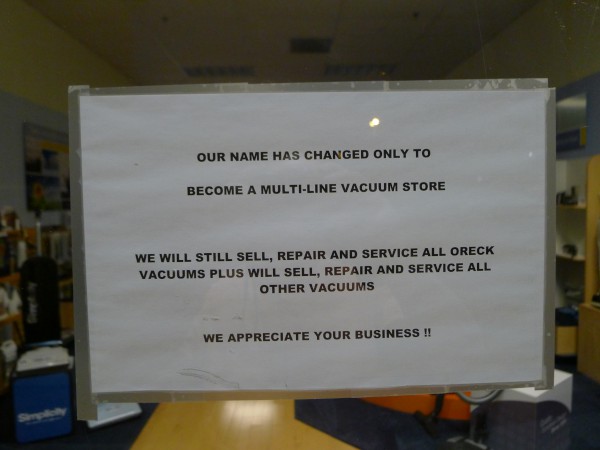 OUR NAME HAS CHANGED ONLY TO
BECOME A MULTI-LINE VACUUM STORE
WE WILL STILL SELL, REPAIR AND SERVICE ALL ORECK
VACUUMS PLUS WILL SELL, REPAIR AND SERVICE ALL
OTHER VACUUMS
WE APPRECIATE YOUR BUSINESS !!
Simplicity
Simplicity